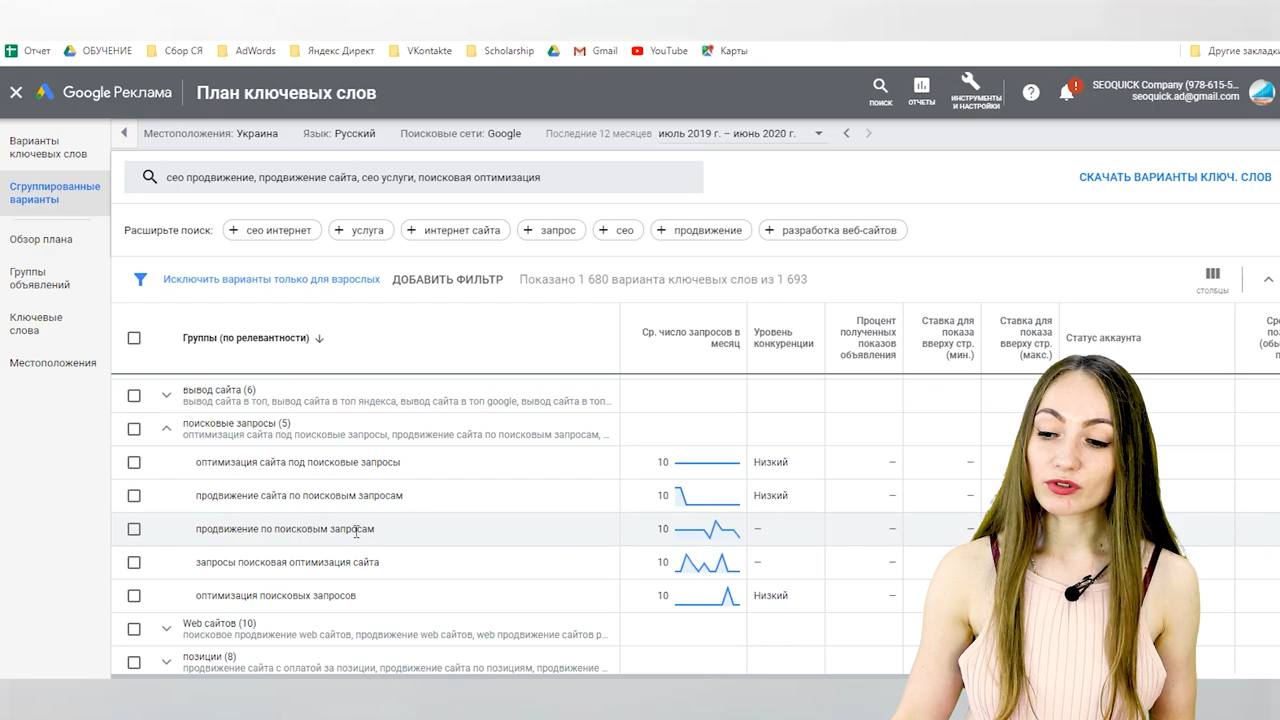 Отчет ОБУЧЕНИЕ Сбор СЯ AdWords Яндекс Директ VKontakte Scholarship Gmail YouTube Карты Другие закладки
Google Реклама План ключевых слов
ПОИСК
ОТЧЕТЫ
ИНСТРУМЕНТЫ
И НАСТРОЙКИ
SEOQUICK Company (978-615-5...
seoquick.ad@gmail.com
Варианты
ключевых слов
Сгруппированные
варианты
Обзор плана
Группы
объявлений
Ключевые
слова
Местоположения
Местоположения: Украина Язык: Русский Поисковые сети: Google Последние 12 месяцев июль 2019 г. – июнь 2020 г.
сео продвижение, продвижение сайта, сео услуги, поисковая оптимизация
СКАЧАТЬ ВАРИАНТЫ КЛЮЧ. СЛОВ
Расширьте поиск: + сео интернет + услуга + интернет сайта + запрос + сео + продвижение + разработка веб-сайтов
Исключить варианты только для взрослых ДОБАВИТЬ ФИЛЬТР Показано 1 680 варианта ключевых слов из 1 693
СТОЛБЦЫ
Группы (по релевантности)
Ср. число запросов в
месяц
Уровень
конкуренции
Процент
полученных
показов
объявления
Ставка для
показа
вверху стр.
(мин.)
Ставка для
показа
вверху стр.
(макс.)
Статус аккаунта
вывод сайта (6)
вывод сайта в топ, вывод сайта в топ яндекса, вывод сайта в топ google, вывод сайта в топ...
поисковые запросы (5)
оптимизация сайта под поисковые запросы, продвижение сайта по поисковым запросам, ...
оптимизация сайта под поисковые запросы 10 Низкий – –
продвижение сайта по поисковым запросам 10 Низкий – –
продвижение по поисковым запросам 10 – – –
запросы поисковая оптимизация сайта 10 – –
оптимизация поисковых запросов 10 Низкий –
Web сайтов (10)
поисковое продвижение web сайтов, продвижение web сайтов, web продвижение сайтов р...
позиции (8)
продвижение сайта с оплатой за позиции, продвижение сайта по позициям, продвижение ...